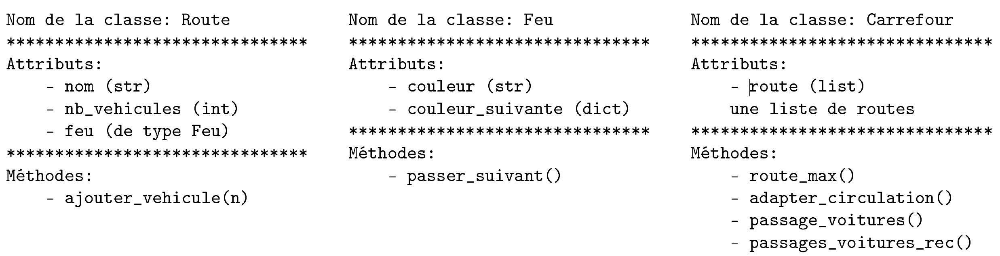 Nom de la classe: Route
*******************************
Attributs:
- nom (str)
- nb_vehicules (int)
- feu (de type Feu)
*******************************
Méthodes:
- ajouter_vehicule(n)
Nom de la classe: Feu
*******************************
Attributs:
- couleur (str)
- couleur_suivante (dict)
*******************************
Méthodes:
- passer_suivant()
Nom de la classe: Carrefour
*******************************
Attributs:
- route (list)
une liste de routes
*******************************
Méthodes:
- route_max()
- adapter_circulation()
- passage_voitures()
- passages_voitures_rec()